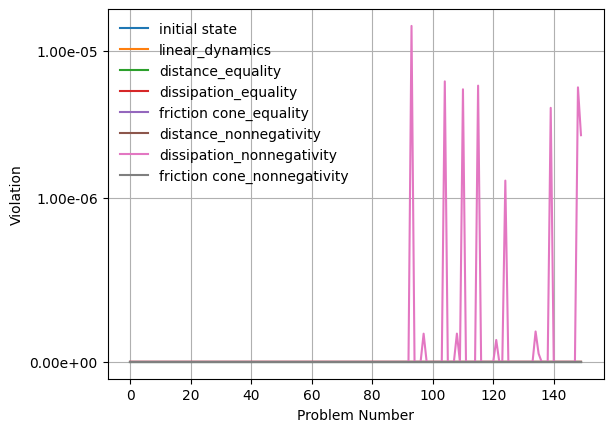 initial state
linear_dynamics
distance_equality
dissipation_equality
friction cone_equality
distance_nonnegativity
dissipation_nonnegativity
friction cone_nonnegativity
1.00e-05
1.00e-06
0.00e+00
Violation
0 20 40 60 80 100 120 140
Problem Number